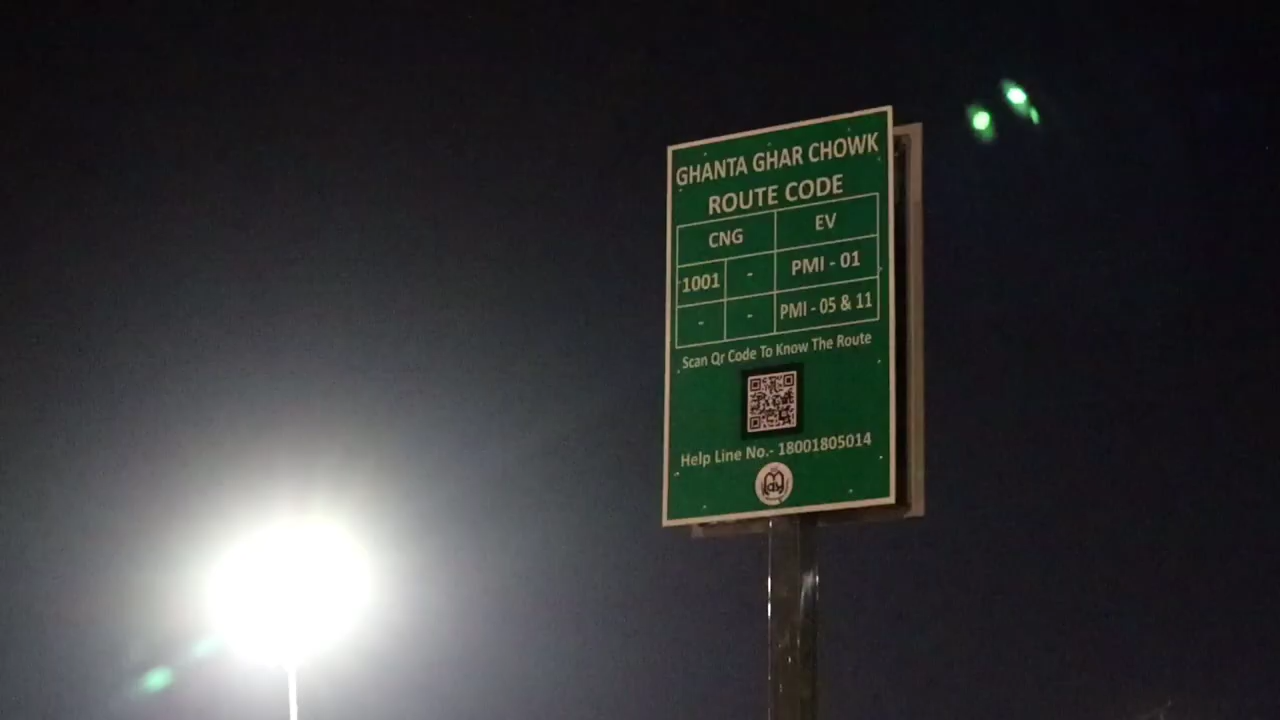 GHANTA GHAR CHOWK
ROUTE CODE
CNG EV
1001 - PMI - 01
- - PMI - 05 & 11
Scan Qr Code To Know The Route
Help Line No.- 18001805014